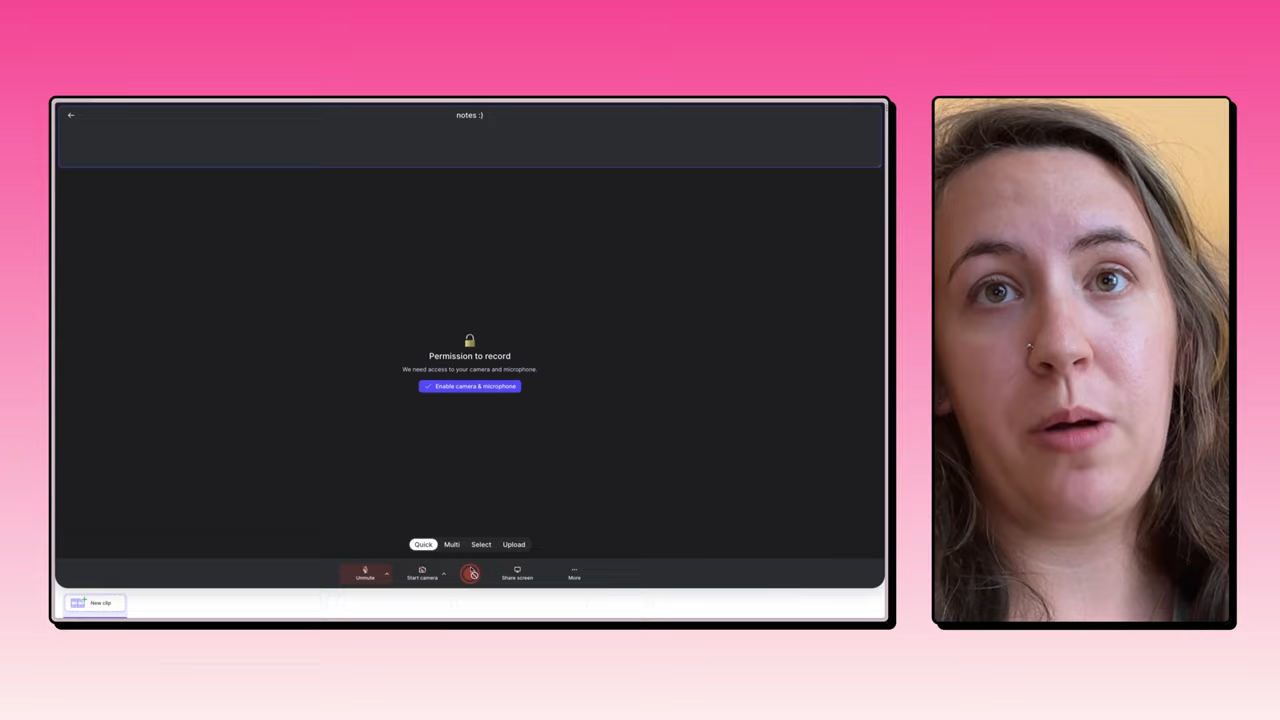 notes :)
Permission to record
We need access to your camera and microphone.
Enable camera & microphone
Quick Multi Select Upload
Unmute Start camera Share screen More
New clip